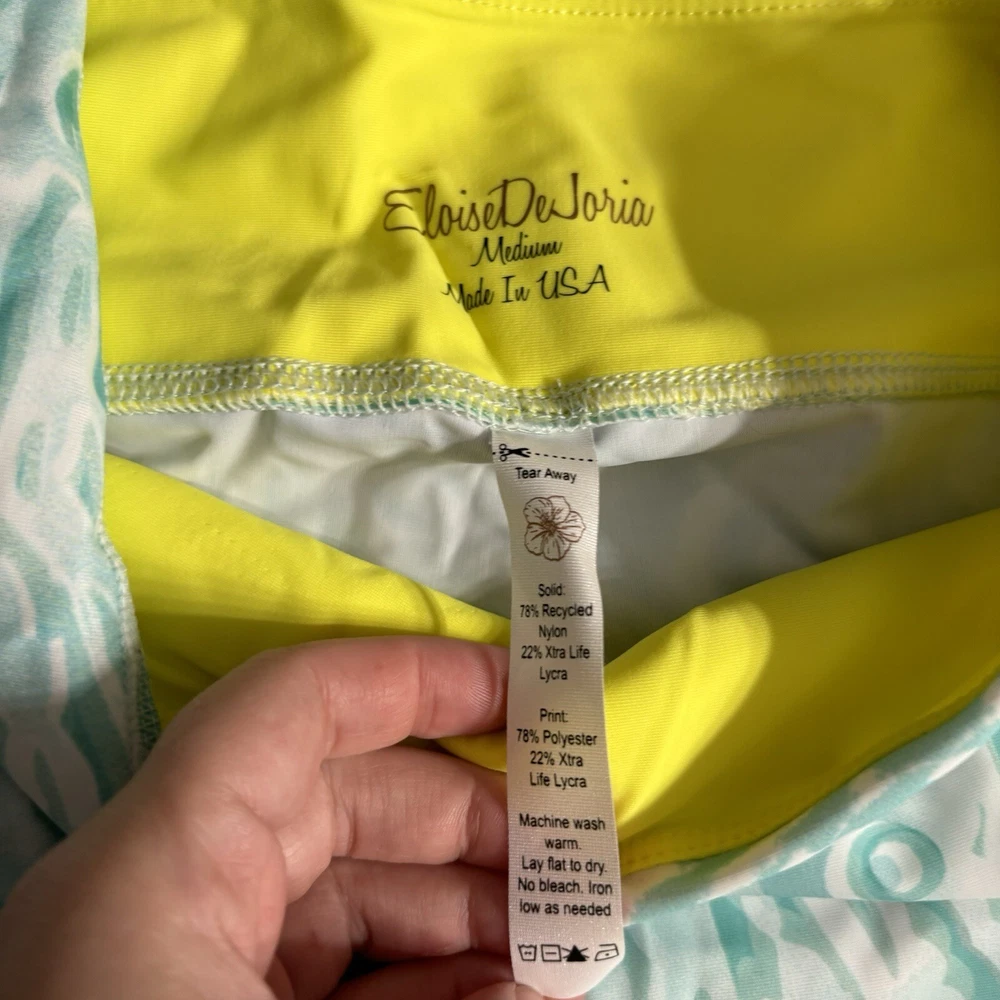 EloiseDeJoria
Medium
Made In USA
Tear Away
Solid:
78% Recycled
Nylon
22% Xtra Life
Lycra
Print:
78% Polyester
22% Xtra
Life Lycra
Machine wash
warm.
Lay flat to dry.
No bleach. Iron
low as needed